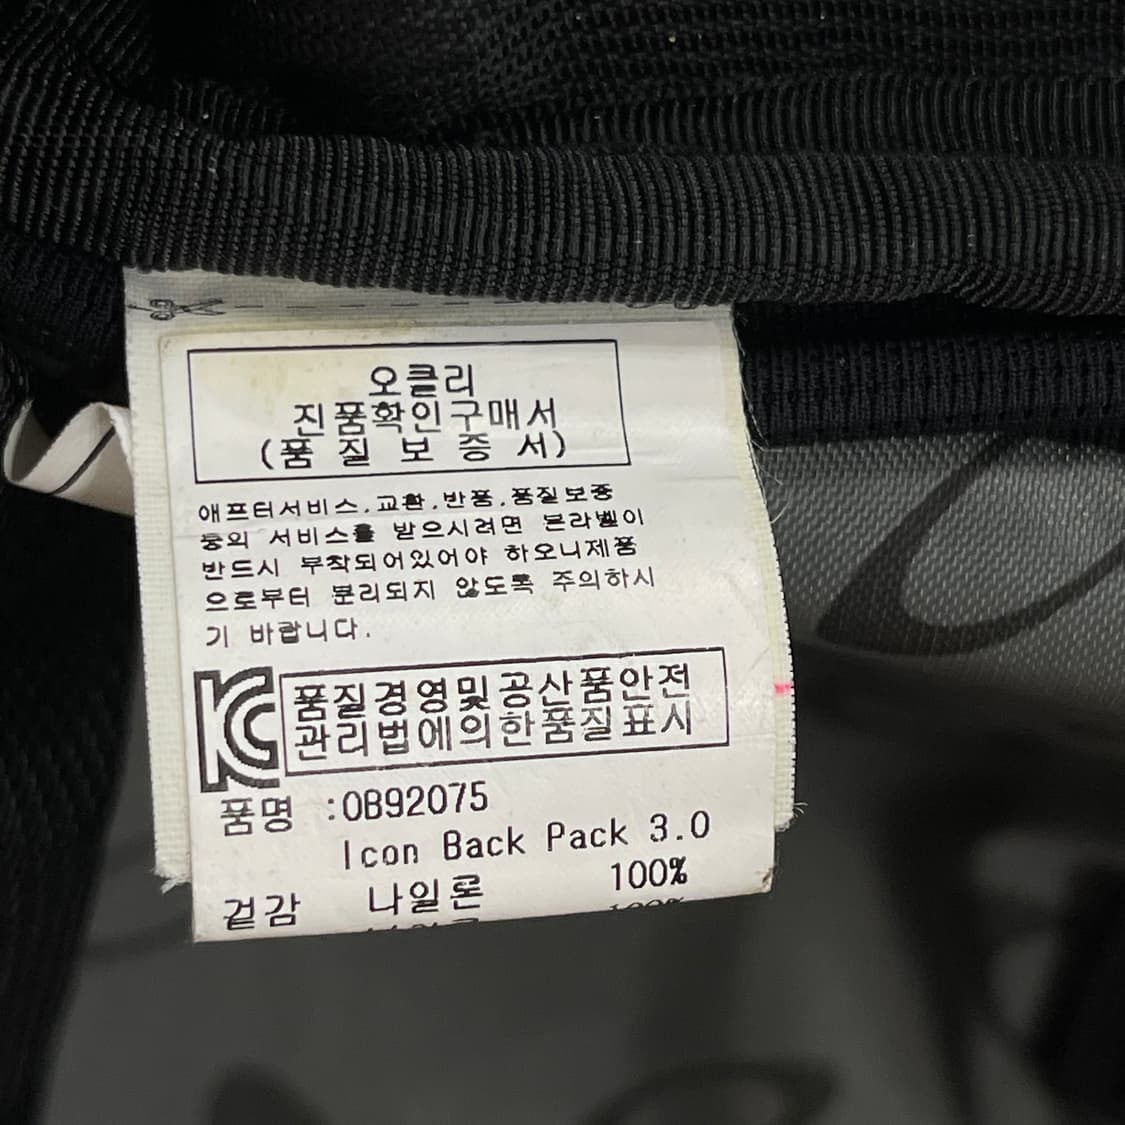 오클리
진품확인구매서
(품 질 보 증 서)
애프터서비스,교환,반품,품질보증
등의 서비스를 받으시려면 본라벨이
반드시 부착되어있어야 하오니제품
으로부터 분리되지 않도록 주의하시
기 바랍니다.
KC
품질경영및공산품안전
관리법에의한품질표시
품명 :0B92075
Icon Back Pack 3.0
겉감 나일론 100%